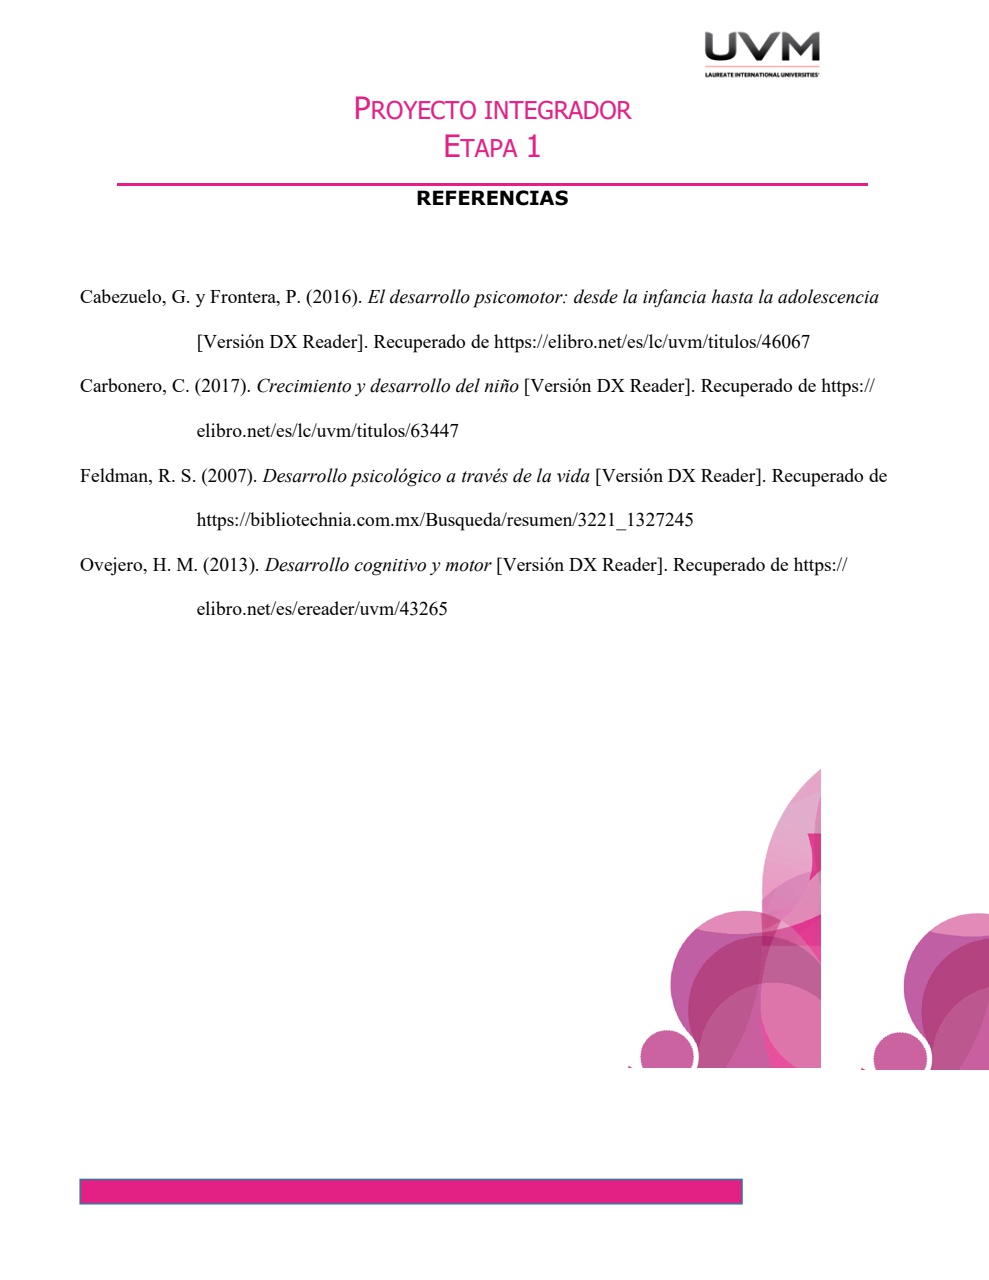 UVM
LAUREATE INTERNATIONAL UNIVERSITIES
PROYECTO INTEGRADOR
ETAPA 1
REFERENCIAS
Cabezuelo, G. y Frontera, P. (2016). El desarrollo psicomotor: desde la infancia hasta la adolescencia
[Versión DX Reader]. Recuperado de https://elibro.net/es/lc/uvm/titulos/46067
Carbonero, C. (2017). Crecimiento y desarrollo del niño [Versión DX Reader]. Recuperado de https://
elibro.net/es/lc/uvm/titulos/63447
Feldman, R. S. (2007). Desarrollo psicológico a través de la vida [Versión DX Reader]. Recuperado de
https://bibliotechnia.com.mx/Busqueda/resumen/3221_1327245
Ovejero, H. M. (2013). Desarrollo cognitivo y motor [Versión DX Reader]. Recuperado de https://
elibro.net/es/ereader/uvm/43265